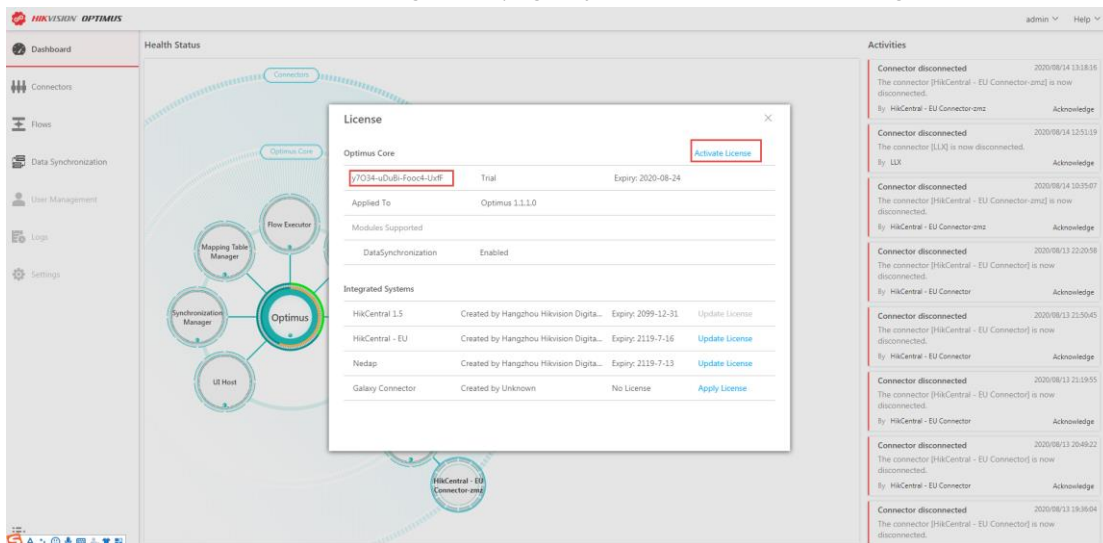 HIKVISION OPTIMUS
admin
Help
Dashboard
Connectors
Flows
Data Synchronization
User Management
Logs
Settings
Health Status
Connectors
Optimus Core
Flow Executor
Mapping Table
Manager
Synchronization
Manager
Optimus
UI Host
HikCentral - EU
Connector-zmz
License
Optimus Core
Activate License
y7O34-uDu8i-Fooc4-UxfF Trial Expiry: 2020-08-24
Applied To Optimus 1.1.1.0
Modules Supported
DataSynchronization Enabled
Integrated Systems
HikCentral 1.5 Created by Hangzhou Hikvision Digita... Expiry: 2099-12-31 Update License
HikCentral - EU Created by Hangzhou Hikvision Digita... Expiry: 2119-7-16 Update License
Nedap Created by Hangzhou Hikvision Digita... Expiry: 2119-7-13 Update License
Galaxy Connector Created by Unknown No License Apply License
Activities
Connector disconnected 2020/08/14 13:18:16
The connector [HikCentral - EU Connector-zmz] is now
disconnected.
By HikCentral - EU Connector-zmz Acknowledge
Connector disconnected 2020/08/14 12:51:19
The connector [LLX] is now disconnected.
By LLX Acknowledge
Connector disconnected 2020/08/14 10:35:07
The connector [HikCentral - EU Connector-zmz] is now
disconnected.
By HikCentral - EU Connector-zmz Acknowledge
Connector disconnected 2020/08/13 22:20:58
The connector [HikCentral - EU Connector] is now
disconnected.
By HikCentral - EU Connector Acknowledge
Connector disconnected 2020/08/13 21:50:45
The connector [HikCentral - EU Connector] is now
disconnected.
By HikCentral - EU Connector Acknowledge
Connector disconnected 2020/08/13 21:19:55
The connector [HikCentral - EU Connector] is now
disconnected.
By HikCentral - EU Connector Acknowledge
Connector disconnected 2020/08/13 20:49:22
The connector [HikCentral - EU Connector] is now
disconnected.
By HikCentral - EU Connector Acknowledge
Connector disconnected 2020/08/13 19:36:04
The connector [HikCentral - EU Connector] is now
disconnected.